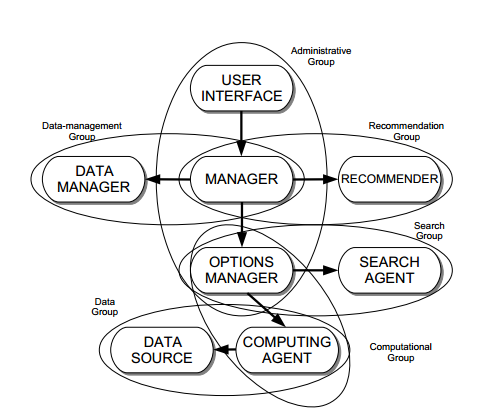 Administrative
Group
USER
INTERFACE
Data-management
Group
Recommendation
Group
DATA
MANAGER
MANAGER
RECOMMENDER
Search
Group
OPTIONS
MANAGER
SEARCH
AGENT
Data
Group
DATA
SOURCE
COMPUTING
AGENT
Computational
Group